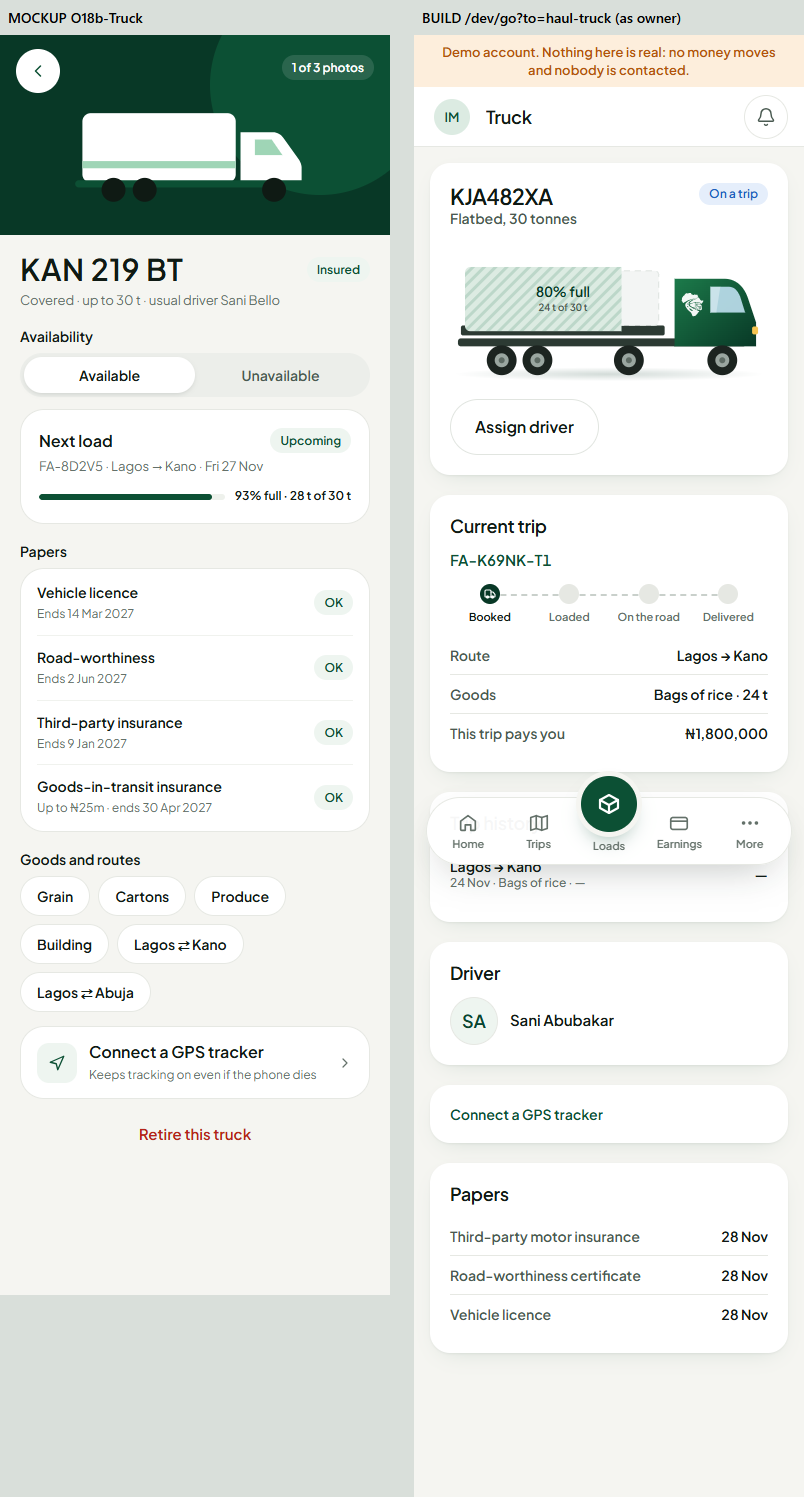 MOCKUP O18b-Truck
1 of 3 photos
KAN 219 BT
Insured
Covered · up to 30 t · usual driver Sani Bello
Availability
Available
Unavailable
Next load
Upcoming
FA-8D2V5 · Lagos → Kano · Fri 27 Nov
93% full · 28 t of 30 t
Papers
Vehicle licence
Ends 14 Mar 2027
OK
Road-worthiness
Ends 2 Jun 2027
OK
Third-party insurance
Ends 9 Jan 2027
OK
Goods-in-transit insurance
Up to ₦25m · ends 30 Apr 2027
OK
Goods and routes
Grain
Cartons
Produce
Building
Lagos ⇄ Kano
Lagos ⇄ Abuja
Connect a GPS tracker
Keeps tracking on even if the phone dies
Retire this truck
BUILD /dev/go?to=haul-truck (as owner)
Demo account. Nothing here is real: no money moves
and nobody is contacted.
IM
Truck
KJA482XA
On a trip
Flatbed, 30 tonnes
80% full
24 t of 30 t
Assign driver
Current trip
FA-K69NK-T1
Booked
Loaded
On the road
Delivered
Route
Lagos → Kano
Goods
Bags of rice · 24 t
This trip pays you
₦1,800,000
Home
Trips
Loads
Earnings
More
Lagos → Kano
24 Nov · Bags of rice · —
—
Driver
SA
Sani Abubakar
Connect a GPS tracker
Papers
Third-party motor insurance
28 Nov
Road-worthiness certificate
28 Nov
Vehicle licence
28 Nov